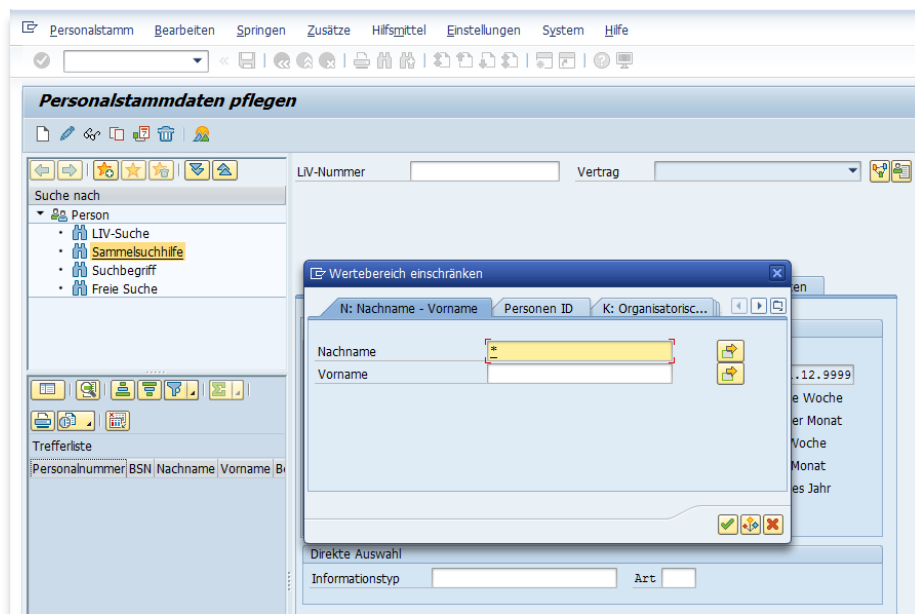 Personalstamm Bearbeiten Springen Zusätze Hilfsmittel Einstellungen System Hilfe
Personalstammdaten pflegen
LiV-Nummer Vertrag
Suche nach
Person
LIV-Suche
Sammelsuchhilfe
Suchbegriff
Freie Suche
Wertebereich einschränken
en
N: Nachname - Vorname Personen ID K: Organisatorisc...
Nachname *
Vorname
.12.9999
e Woche
er Monat
Woche
Monat
es Jahr
Trefferliste
Personalnummer BSN Nachname Vorname Be
Direkte Auswahl
Informationstyp Art